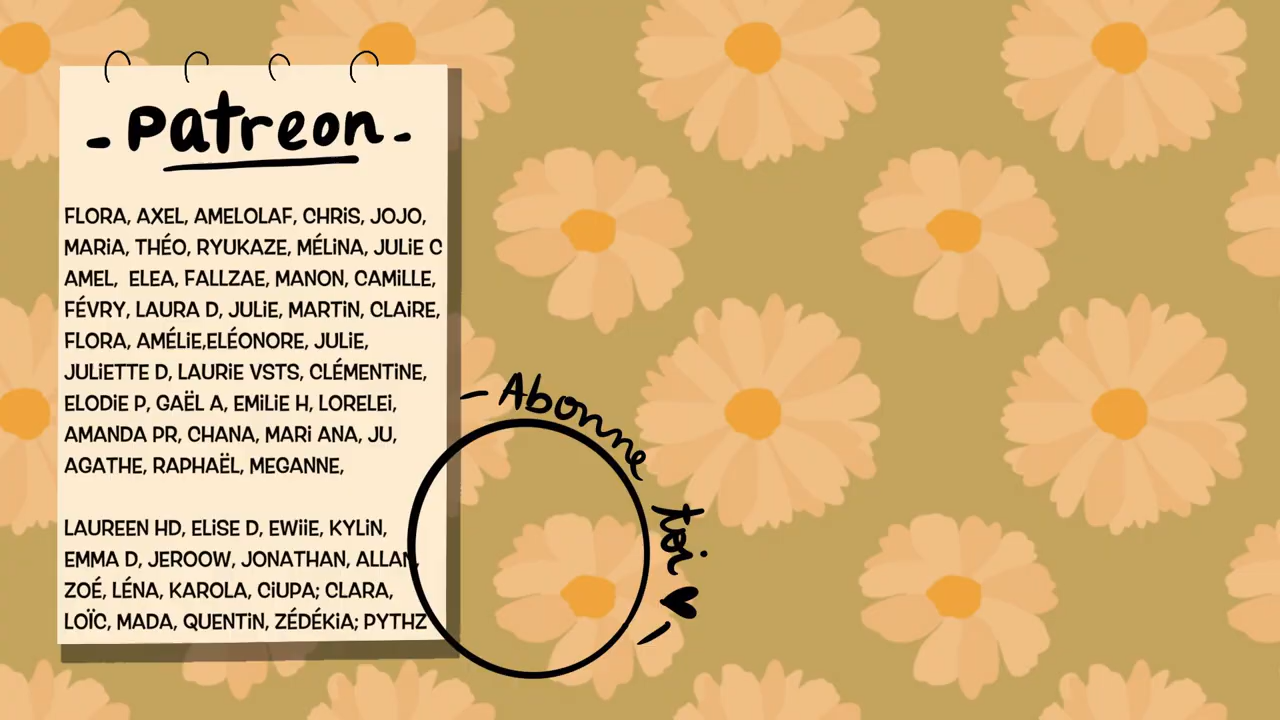 - Patreon -
FLORA, AXEL, AMELOLAF, CHRiS, JOJO,
MARiA, THÉO, RYUKAZE, MÉLiNA, JULiE C
AMEL, ELEA, FALLZAE, MANON, CAMiLLE,
FÉVRY, LAURA D, JULiE, MARTiN, CLAiRE,
FLORA, AMÉLiE,ELÉONORE, JULiE,
JULiETTE D, LAURiE VSTS, CLÉMENTiNE,
ELODiE P, GAËL A, EMiLiE H, LORELEi,
AMANDA PR, CHANA, MARi ANA, JU,
AGATHE, RAPHAËL, MEGANNE,
LAUREEN HD, ELiSE D, EWiiE, KYLiN,
EMMA D, JEROOW, JONATHAN, ALLAN,
ZOÉ, LÉNA, KAROLA, CiUPA; CLARA,
LOÏC, MADA, QUENTiN, ZÉDÉKiA; PYTHZ
- Abonne toi ♥ -